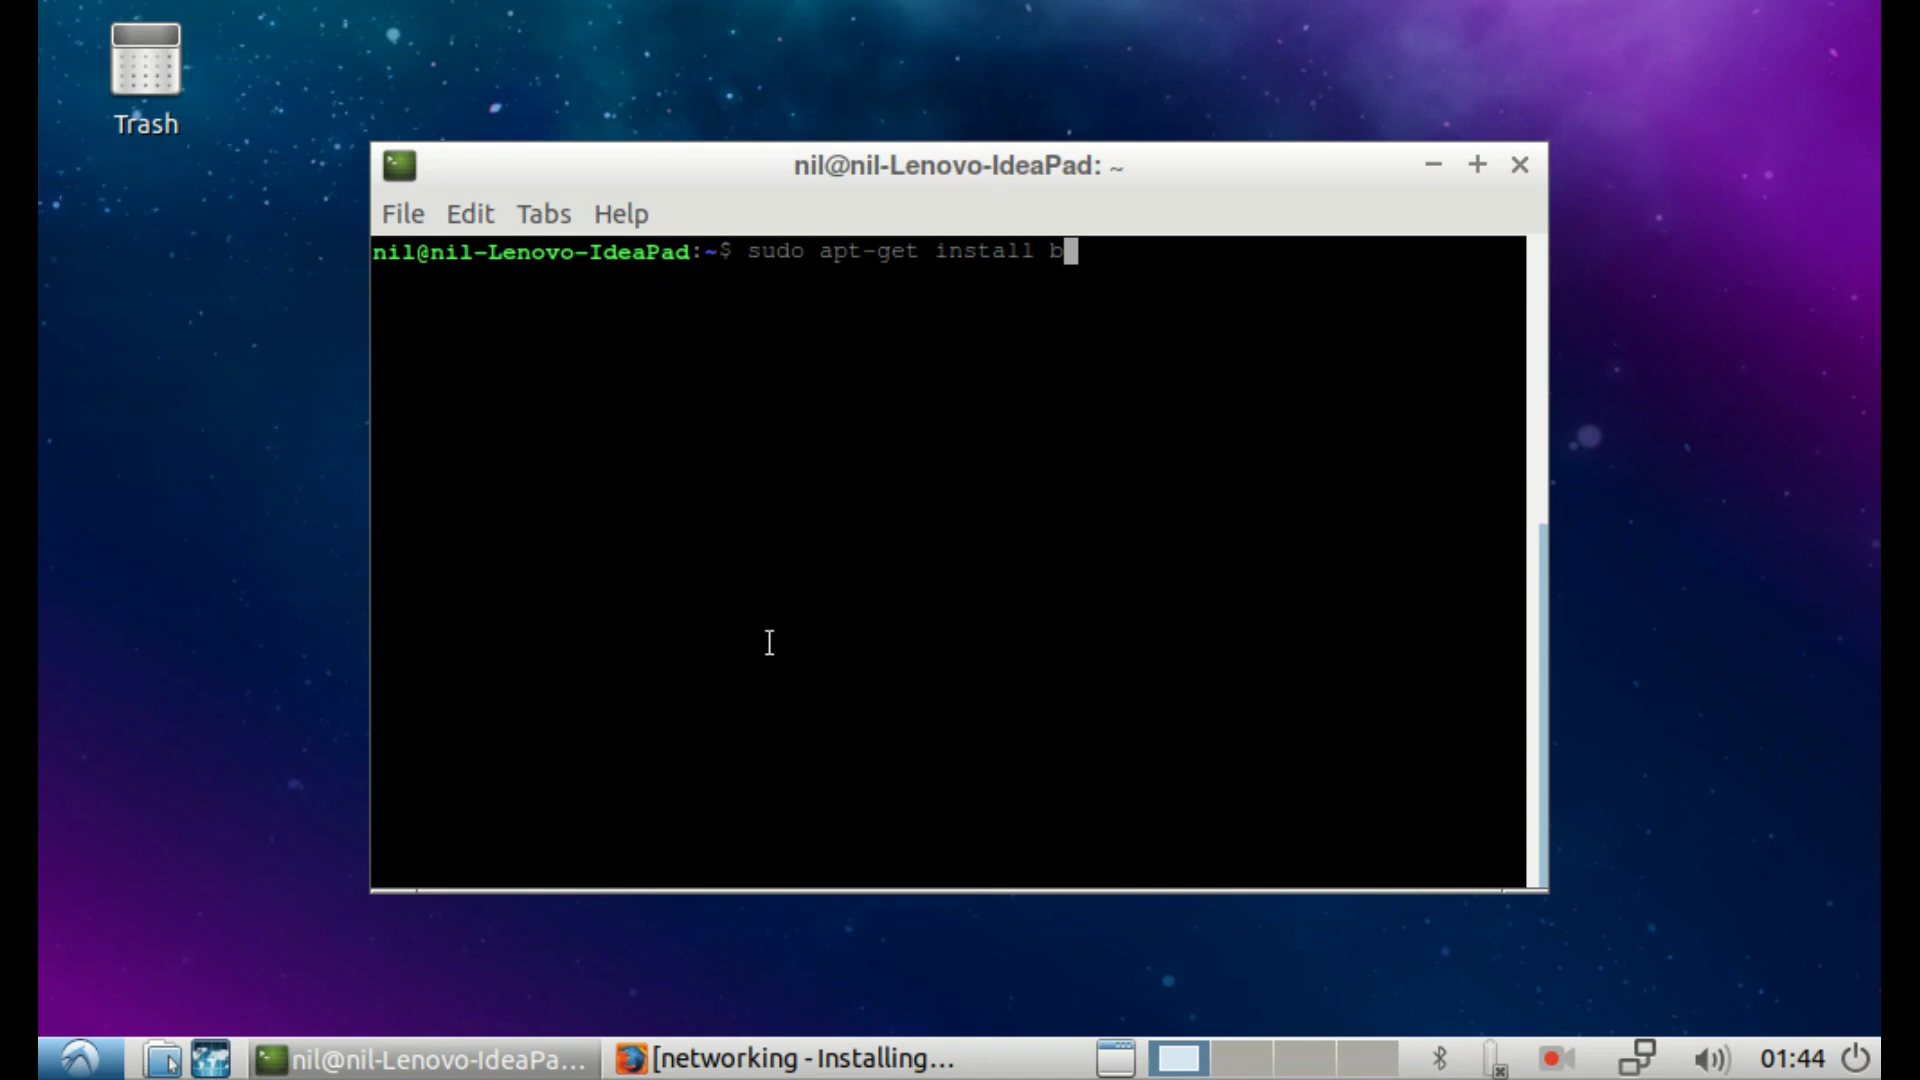 Trash
nil@nil-Lenovo-IdeaPad: ~
File Edit Tabs Help
nil@nil-Lenovo-IdeaPad:~$ sudo apt-get install b
nil@nil-Lenovo-IdeaPa... [networking - Installing... 01:44